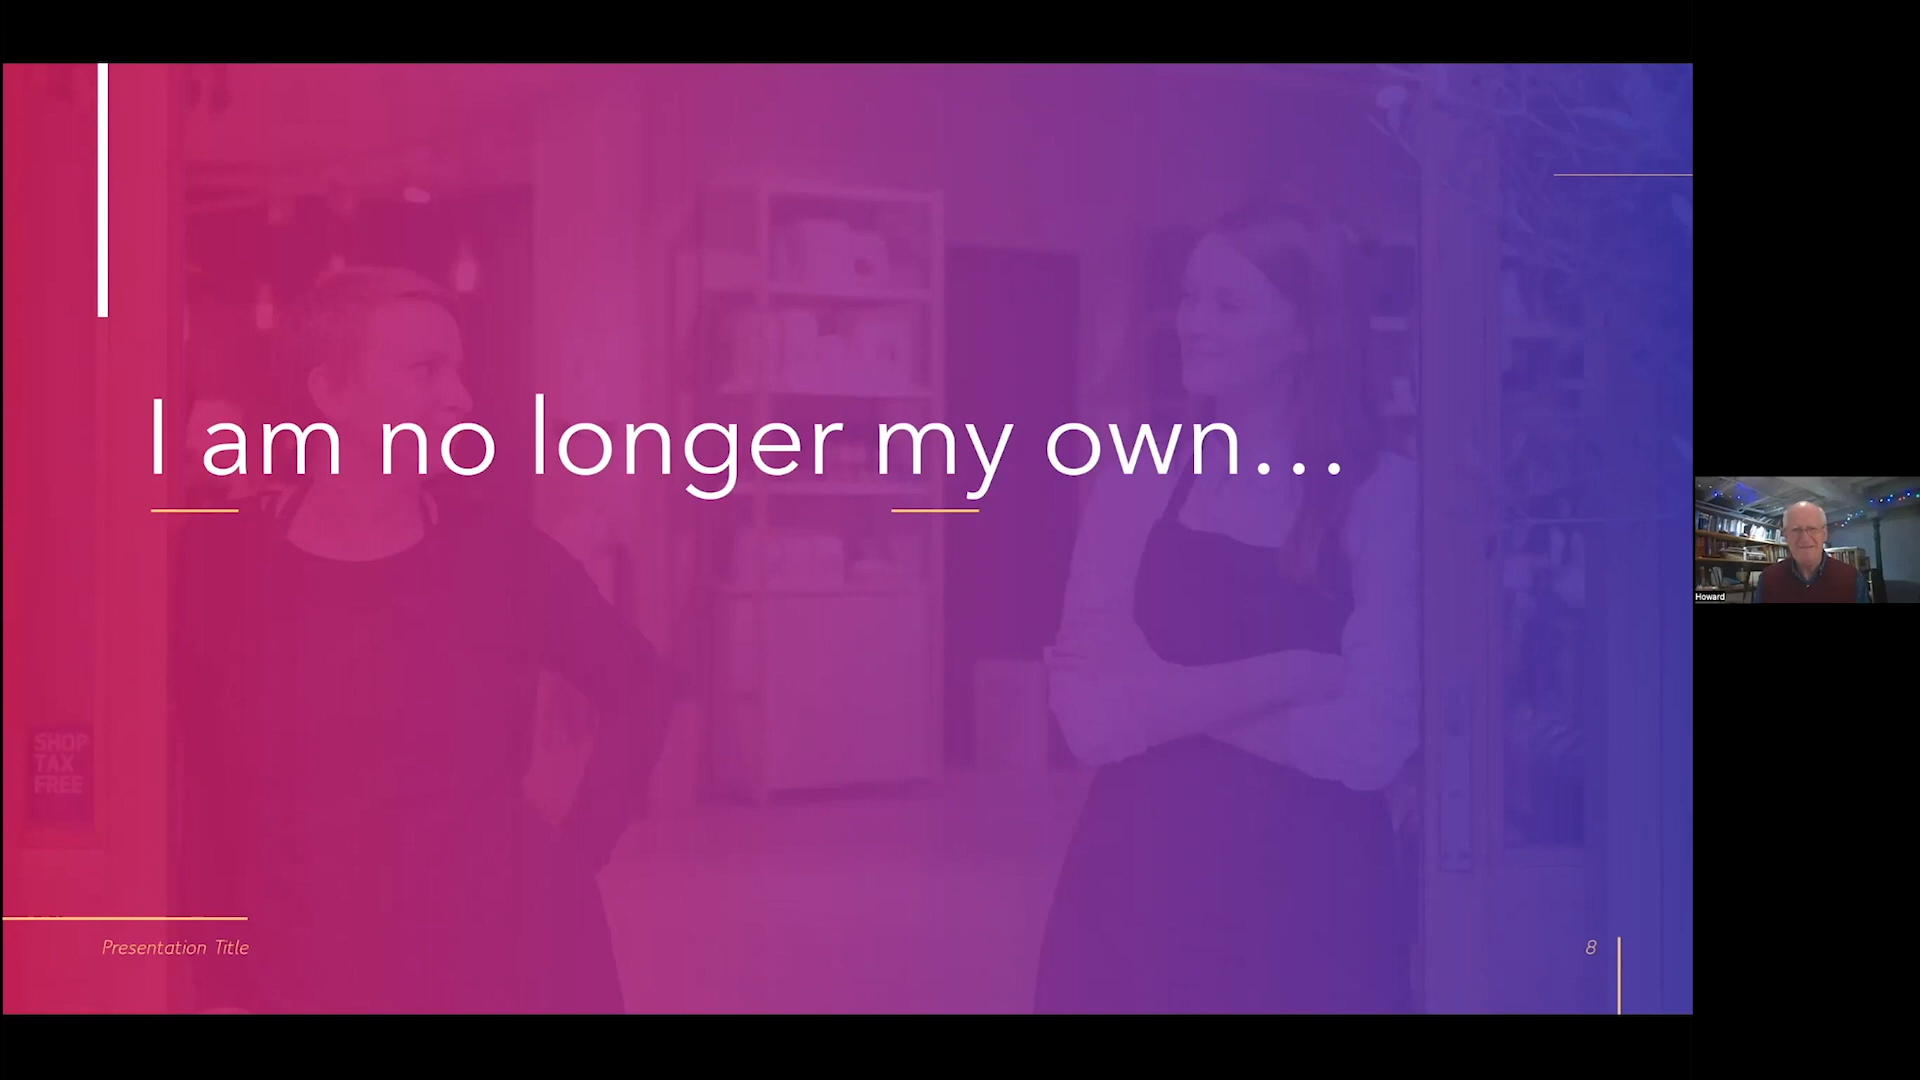 I am no longer my own...
SHOP
TAX
FREE
Presentation Title
8
Howard